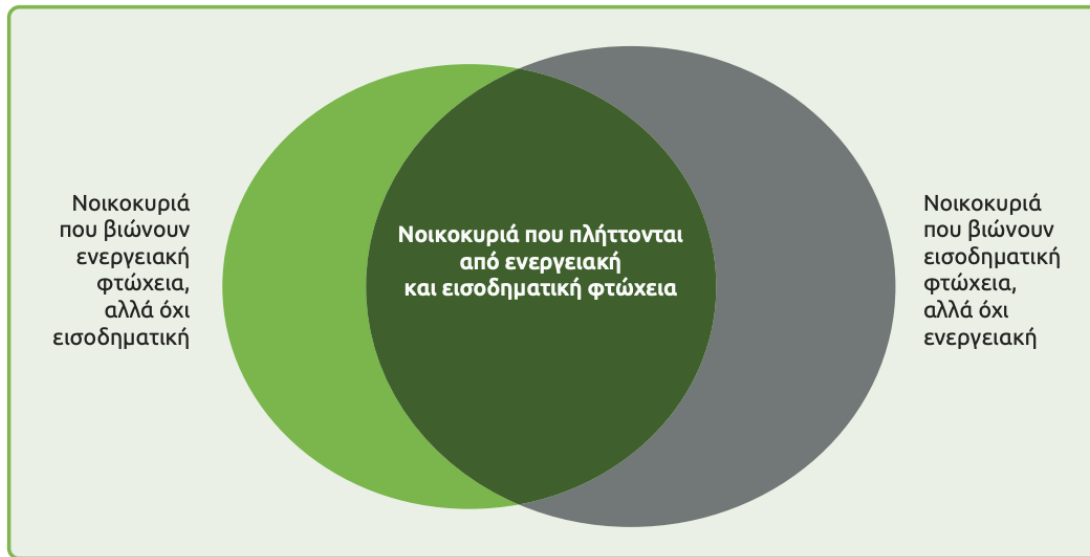 Νοικοκυριά
που βιώνουν
ενεργειακή
φτώχεια,
αλλά όχι
εισοδηματική
Νοικοκυριά που πλήττονται
από ενεργειακή
και εισοδηματική φτώχεια
Νοικοκυριά
που βιώνουν
εισοδηματική
φτώχεια,
αλλά όχι
ενεργειακή